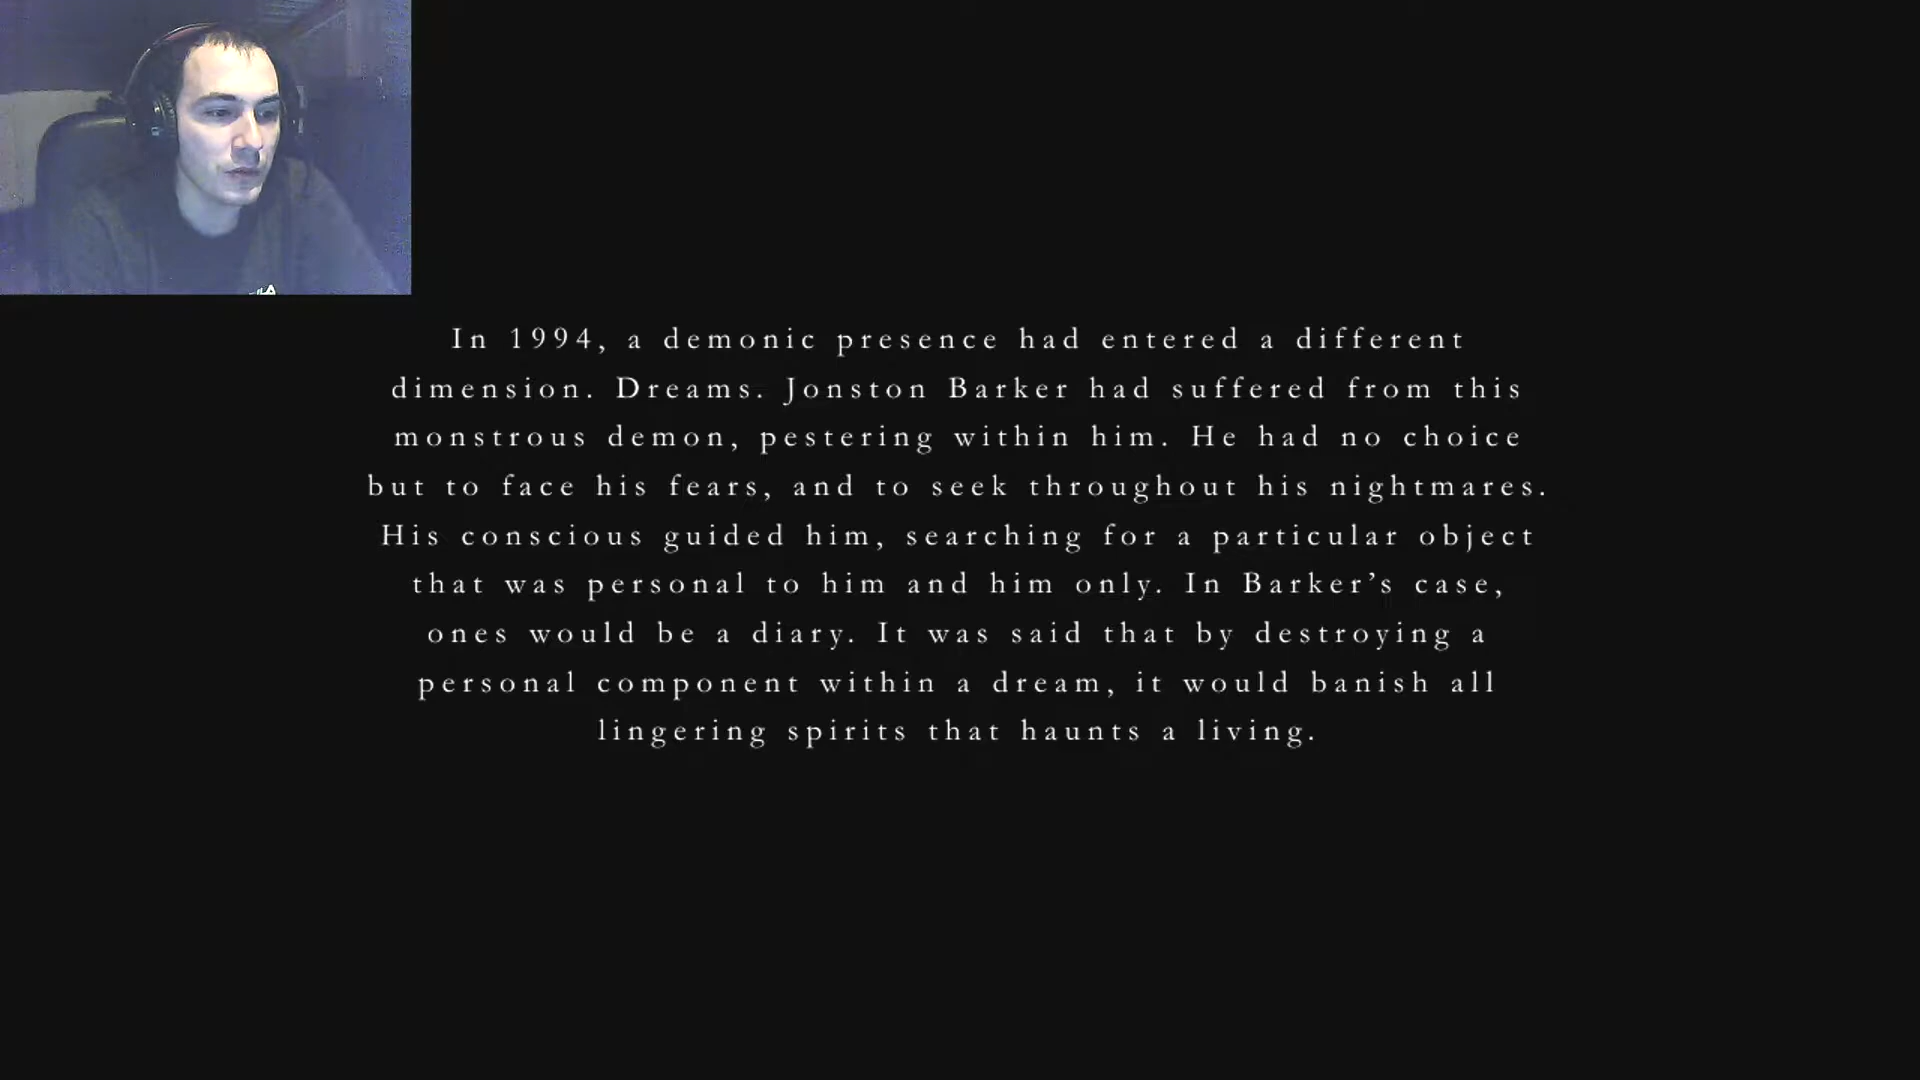 In 1994, a demonic presence had entered a different
dimension. Dreams. Jonston Barker had suffered from this
monstrous demon, pestering within him. He had no choice
but to face his fears, and to seek throughout his nightmares.
His conscious guided him, searching for a particular object
that was personal to him and him only. In Barker’s case,
ones would be a diary. It was said that by destroying a
personal component within a dream, it would banish all
lingering spirits that haunts a living.